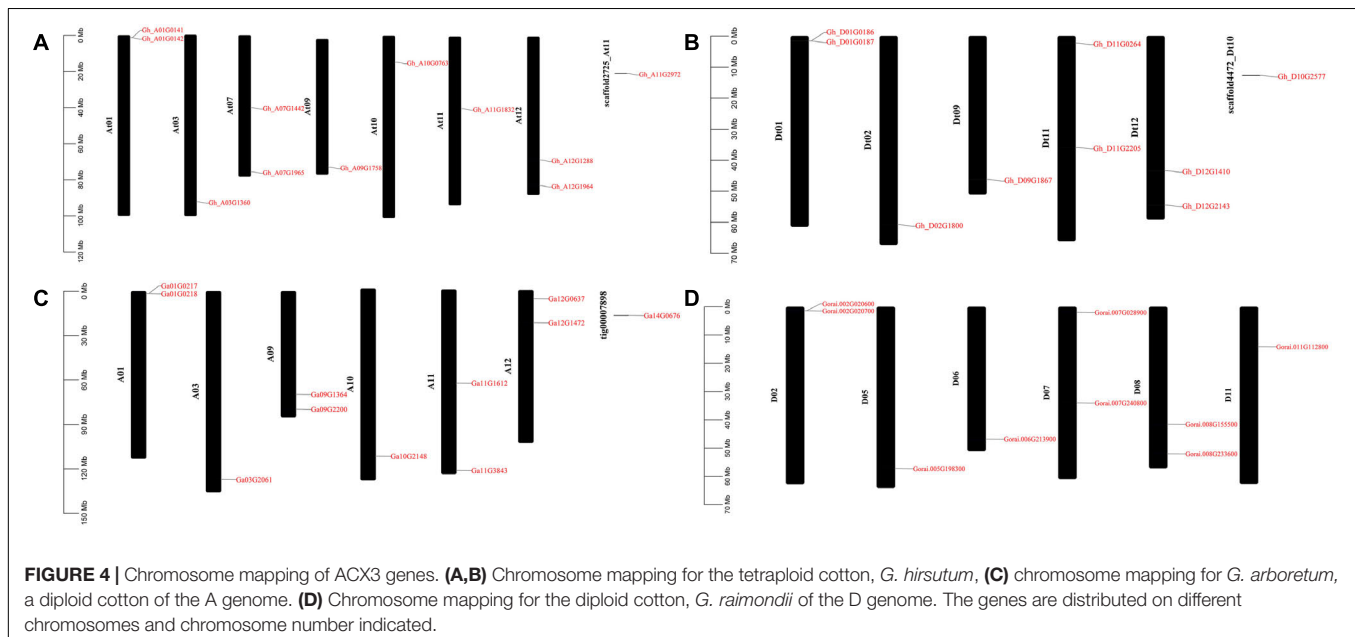 A
0 Mb
20 Mb
40 Mb
60 Mb
80 Mb
100 Mb
120 Mb
At01
Gh_A01G0141
Gh_A01G0142
At03
Gh_A03G1360
At07
Gh_A07G1442
Gh_A07G1965
At09
Gh_A09G1758
At10
Gh_A10G0763
At11
Gh_A11G1832
At12
Gh_A12G1288
Gh_A12G1964
scaffold2725_At11
Gh_A11G2972
B
0 Mb
10 Mb
20 Mb
30 Mb
40 Mb
50 Mb
60 Mb
70 Mb
Dt01
Gh_D01G0186
Gh_D01G0187
Dt02
Gh_D02G1800
Dt09
Gh_D09G1867
Dt11
Gh_D11G0264
Gh_D11G2205
Dt12
Gh_D12G1410
Gh_D12G2143
scaffold4472_Dt10
Gh_D10G2577
C
0 Mb
30 Mb
60 Mb
90 Mb
120 Mb
150 Mb
A01
Ga01G0217
Ga01G0218
A03
Ga03G2061
A09
Ga09G1364
Ga09G2200
A10
Ga10G2148
A11
Ga11G1612
Ga11G3843
A12
Ga12G0637
Ga12G1472
tig00007898
Ga14G0676
D
0 Mb
10 Mb
20 Mb
30 Mb
40 Mb
50 Mb
60 Mb
70 Mb
D02
Gorai.002G020600
Gorai.002G020700
D05
Gorai.005G198300
D06
Gorai.006G213900
D07
Gorai.007G028900
Gorai.007G240800
D08
Gorai.008G155500
Gorai.008G233600
D11
Gorai.011G112800
FIGURE 4 | Chromosome mapping of ACX3 genes. (A,B) Chromosome mapping for the tetraploid cotton, G. hirsutum, (C) chromosome mapping for G. arboretum,
a diploid cotton of the A genome. (D) Chromosome mapping for the diploid cotton, G. raimondii of the D genome. The genes are distributed on different
chromosomes and chromosome number indicated.